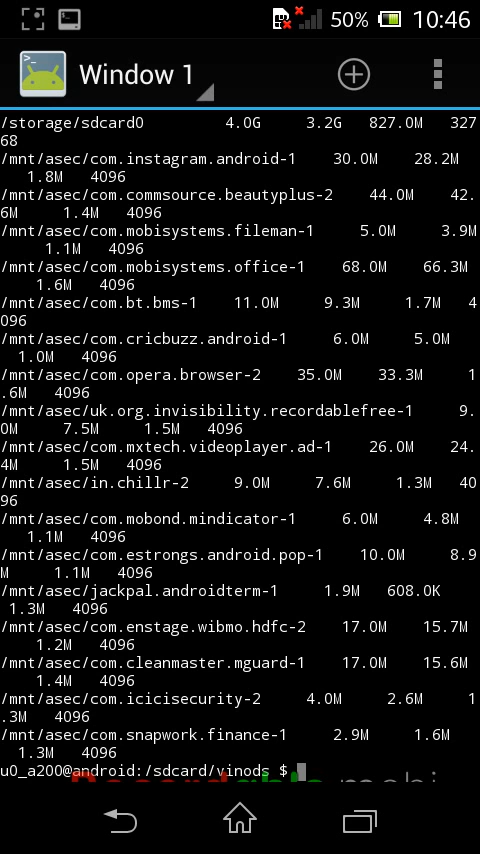 50% 10:46
Window 1
/storage/sdcard0 4.0G 3.2G 827.0M 327
68
/mnt/asec/com.instagram.android-1 30.0M 28.2M
1.8M 4096
/mnt/asec/com.commsource.beautyplus-2 44.0M 42.
6M 1.4M 4096
/mnt/asec/com.mobisystems.fileman-1 5.0M 3.9M
1.1M 4096
/mnt/asec/com.mobisystems.office-1 68.0M 66.3M
1.6M 4096
/mnt/asec/com.bt.bms-1 11.0M 9.3M 1.7M 4
096
/mnt/asec/com.cricbuzz.android-1 6.0M 5.0M
1.0M 4096
/mnt/asec/com.opera.browser-2 35.0M 33.3M 1
.6M 4096
/mnt/asec/uk.org.invisibility.recordablefree-1 9.
0M 7.5M 1.5M 4096
/mnt/asec/com.mxtech.videoplayer.ad-1 26.0M 24.
4M 1.5M 4096
/mnt/asec/in.chillr-2 9.0M 7.6M 1.3M 40
96
/mnt/asec/com.mobond.mindicator-1 6.0M 4.8M
1.1M 4096
/mnt/asec/com.estrongs.android.pop-1 10.0M 8.9
M 1.1M 4096
/mnt/asec/jackpal.androidterm-1 1.9M 608.0K
1.3M 4096
/mnt/asec/com.enstage.wibmo.hdfc-2 17.0M 15.7M
1.2M 4096
/mnt/asec/com.cleanmaster.mguard-1 17.0M 15.6M
1.4M 4096
/mnt/asec/com.icicisecurity-2 4.0M 2.6M 1
.3M 4096
/mnt/asec/com.snapwork.finance-1 2.9M 1.6M
1.3M 4096
u0_a200@android:/sdcard/vinods $